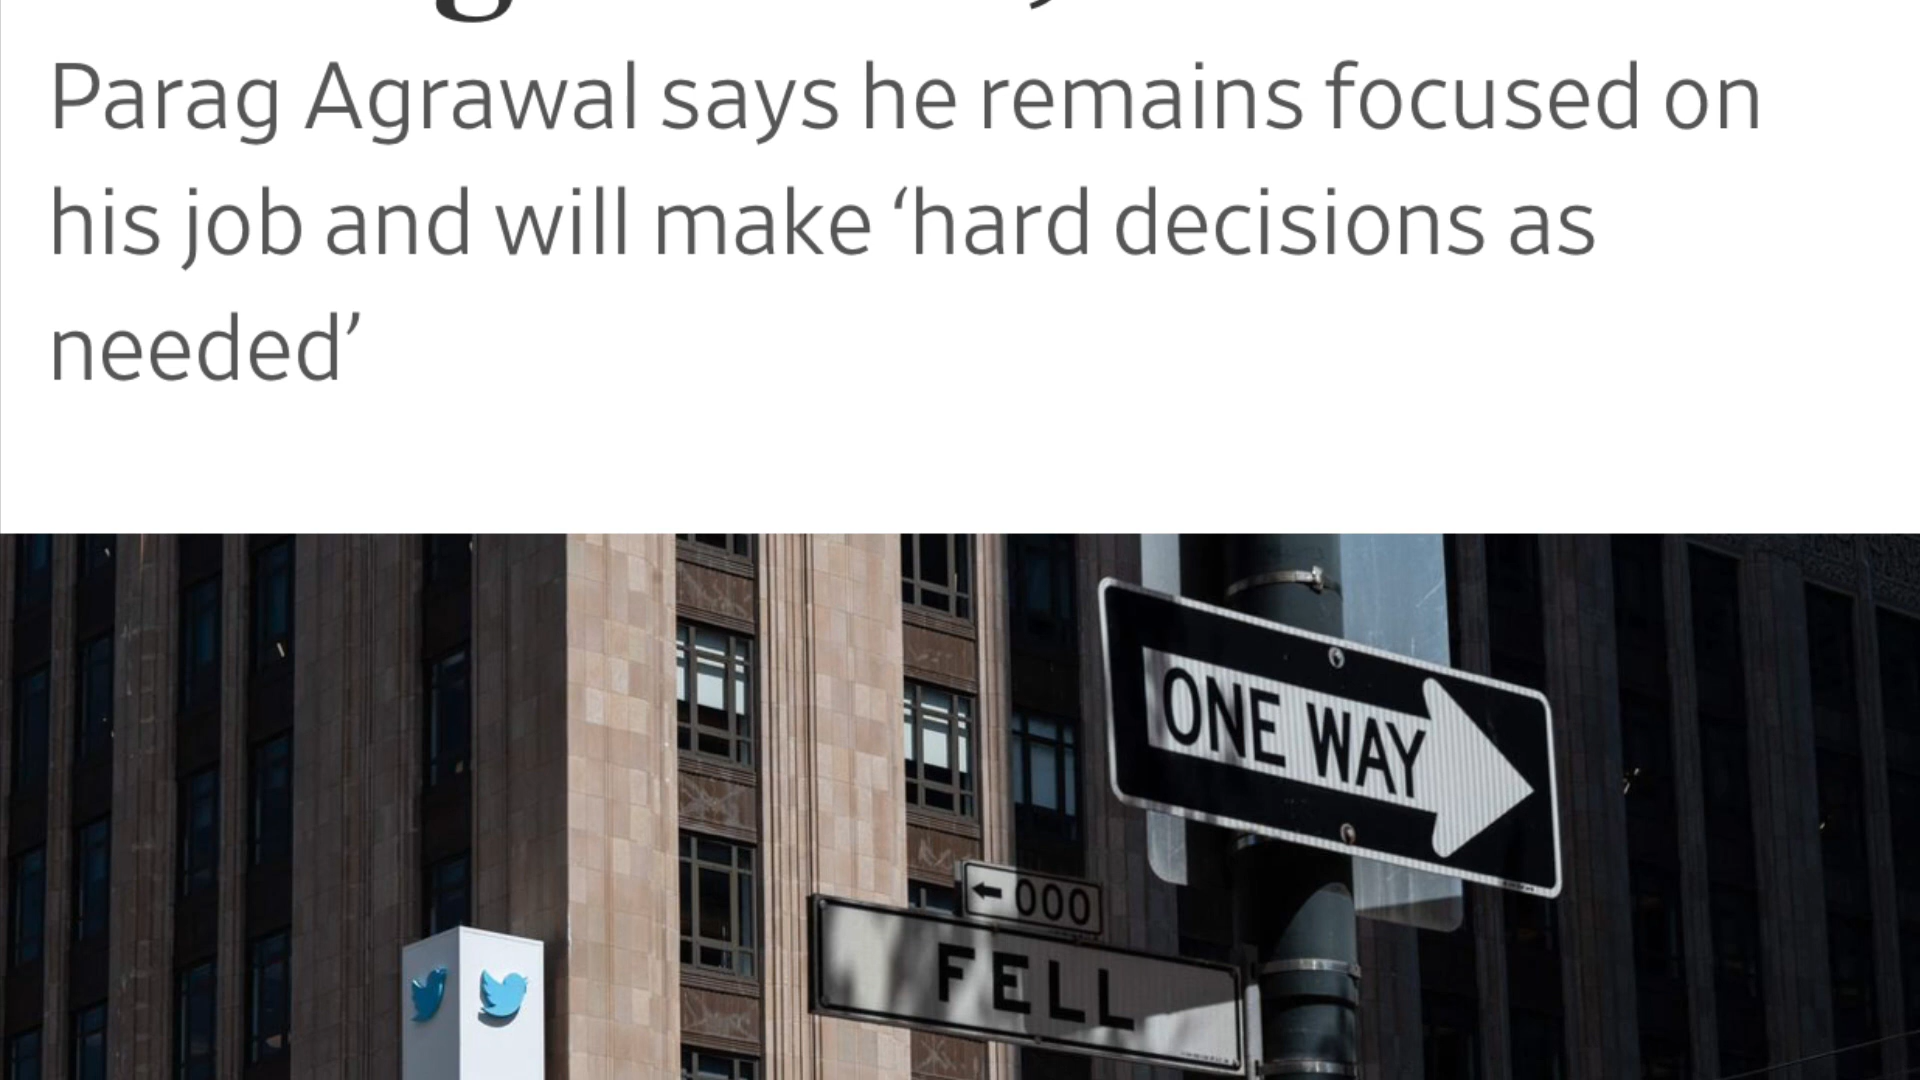 Parag Agrawal says he remains focused on
his job and will make ‘hard decisions as
needed’
ONE WAY
←000
FELL